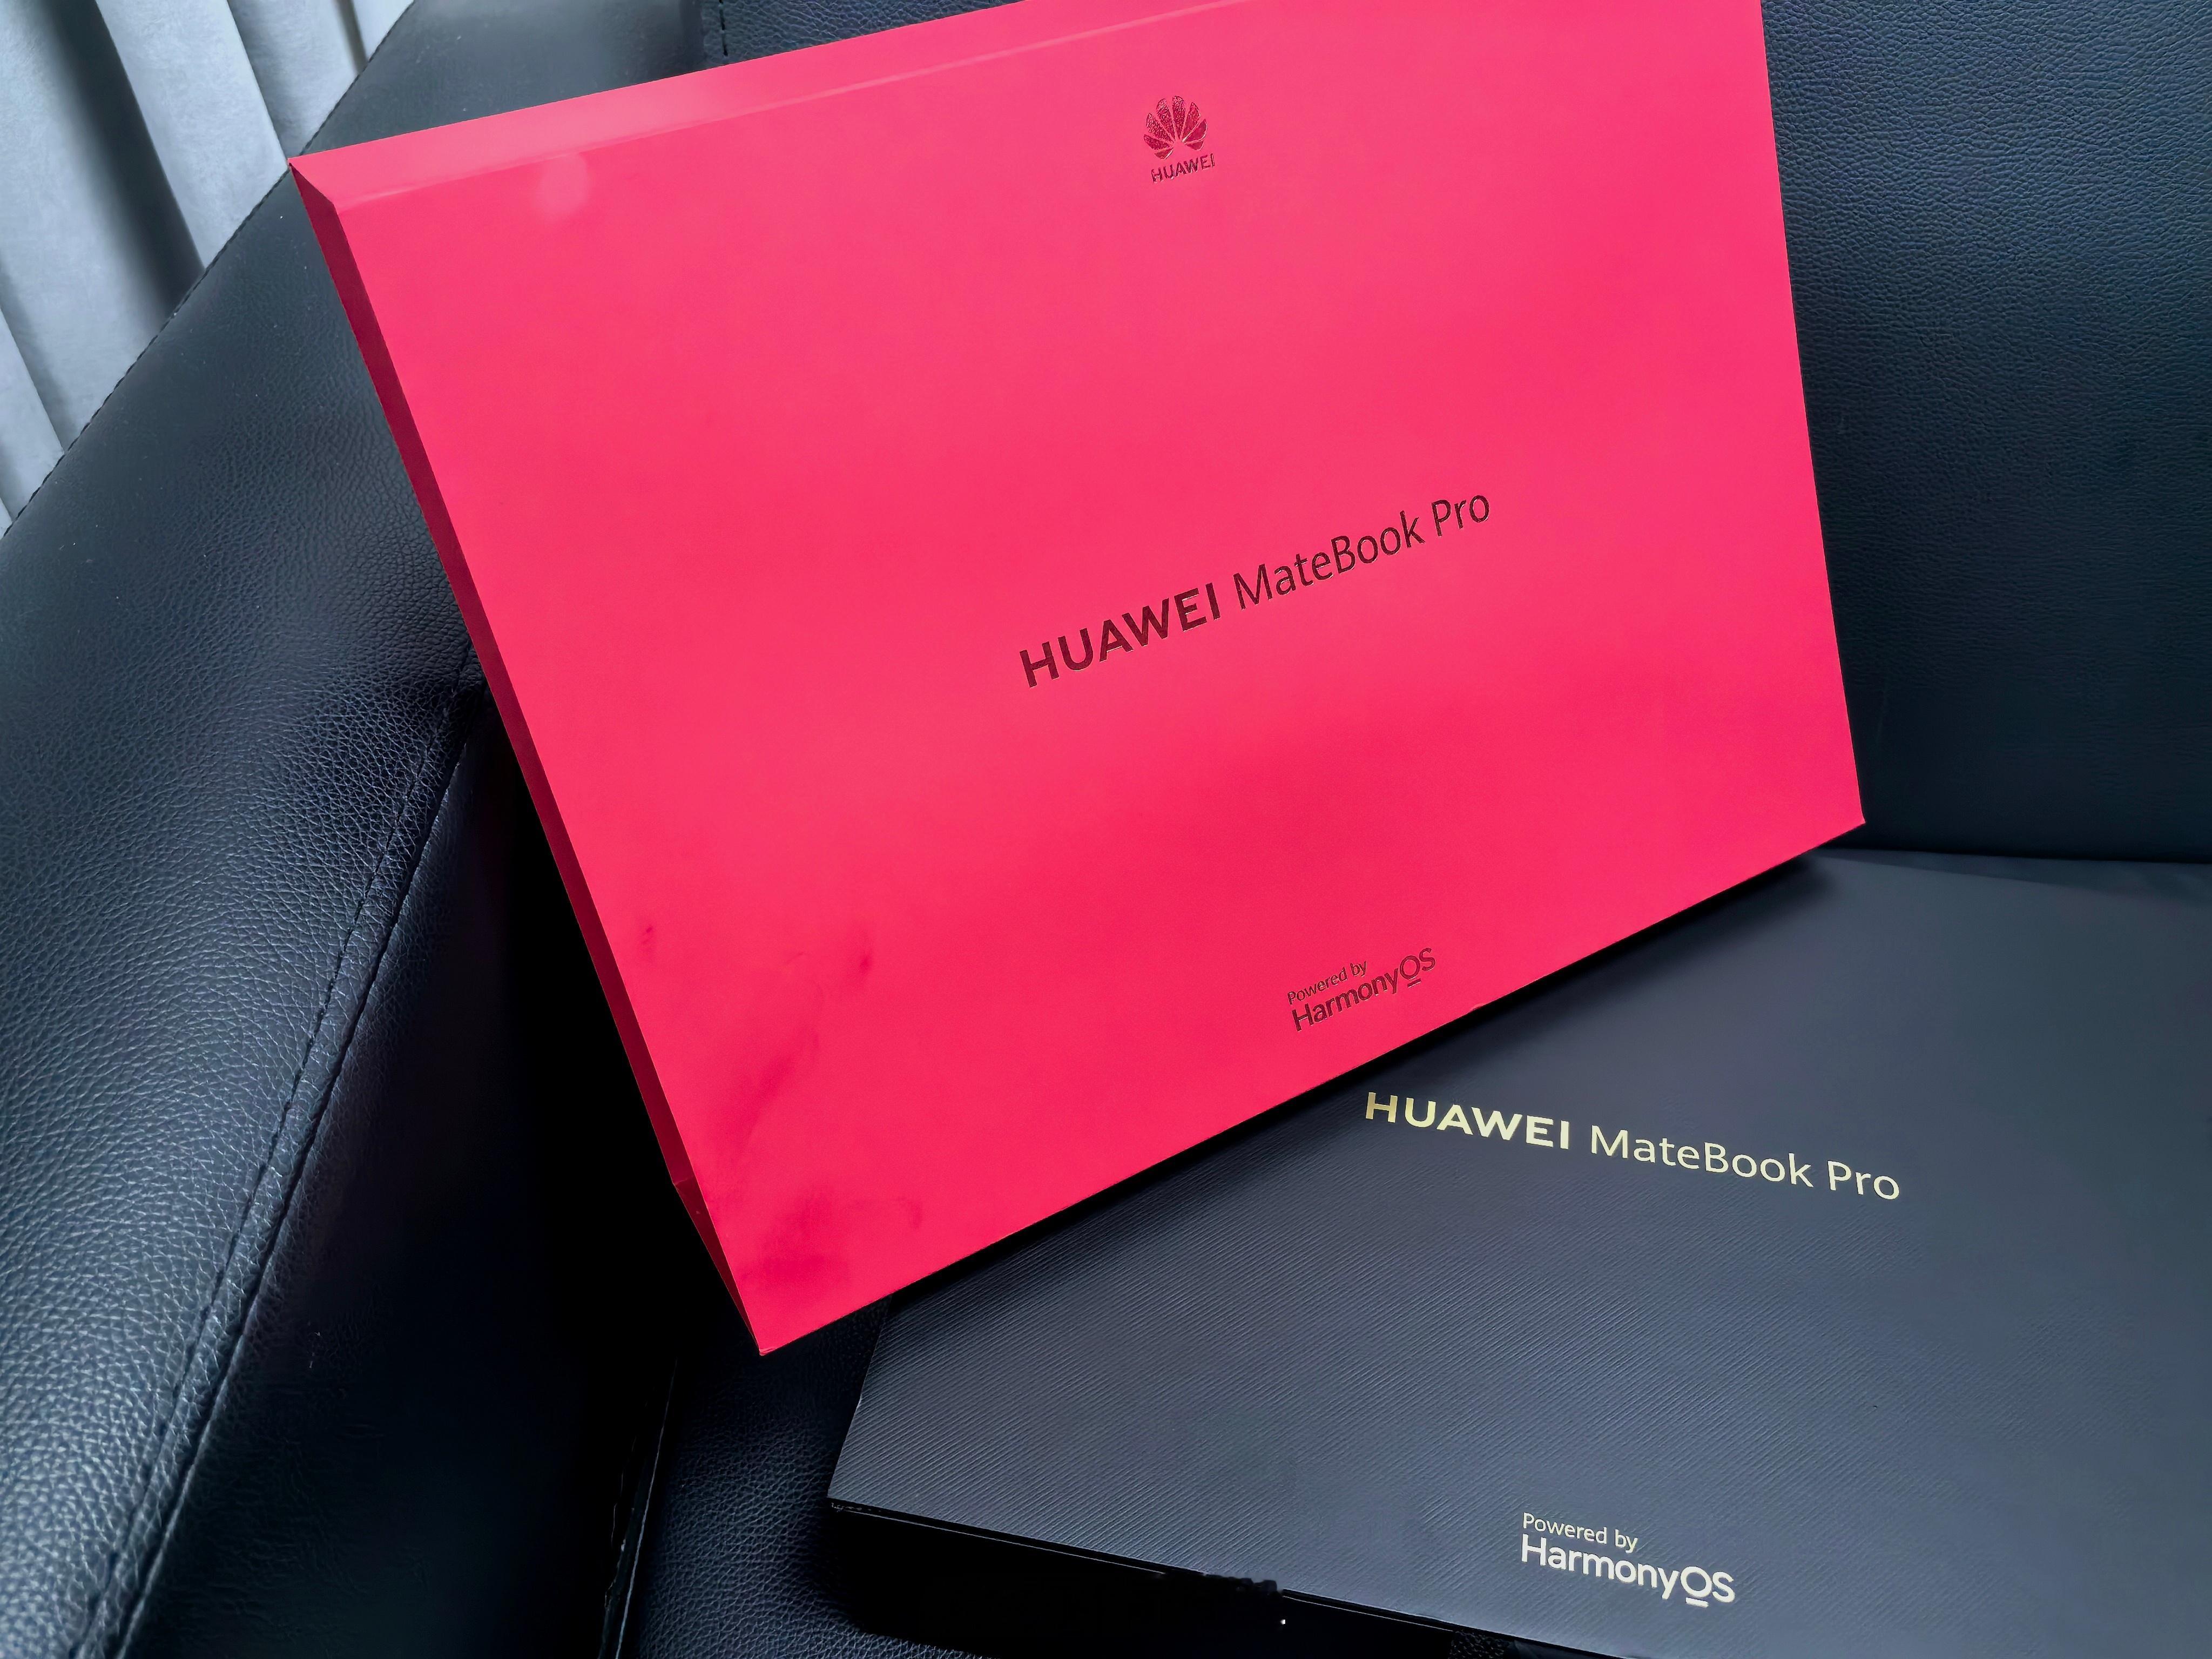 HUAWEI
HUAWEI MateBook Pro
Powered by
HarmonyOS
HUAWEI MateBook Pro
Powered by
HarmonyOS